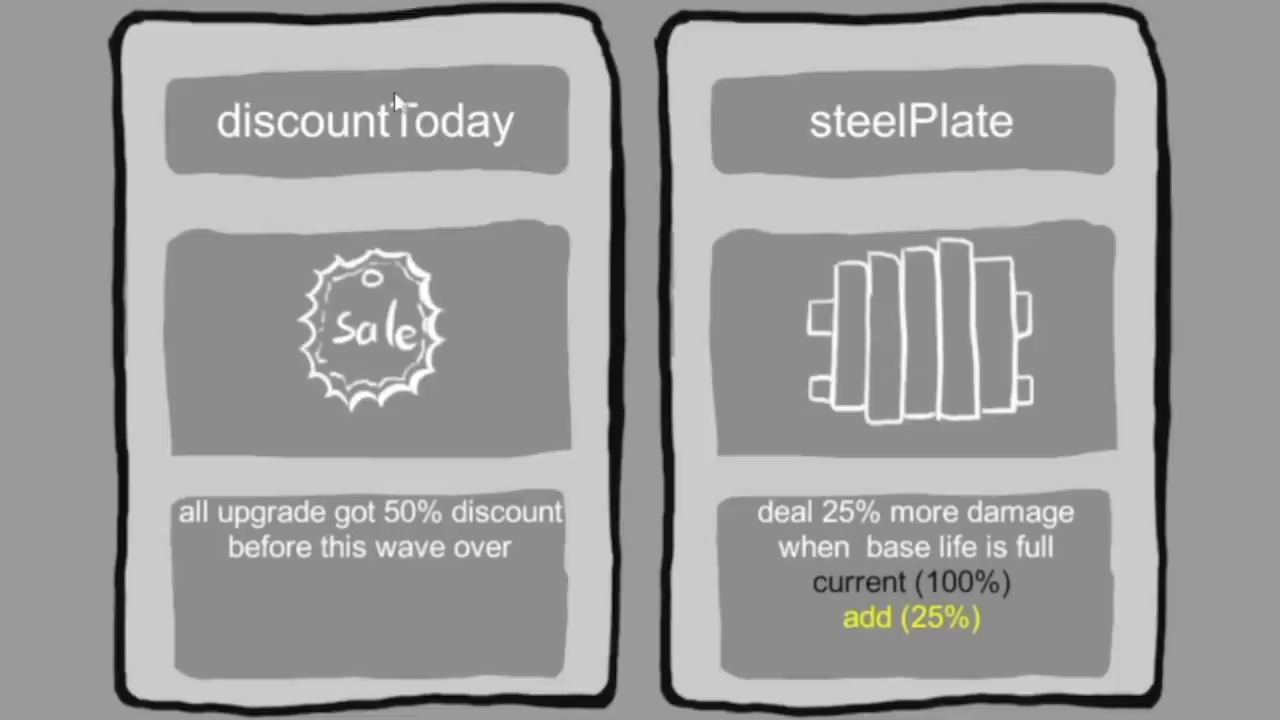 discountToday
sale
all upgrade got 50% discount
before this wave over
steelPlate
deal 25% more damage
when  base life is full
current (100%)
add (25%)